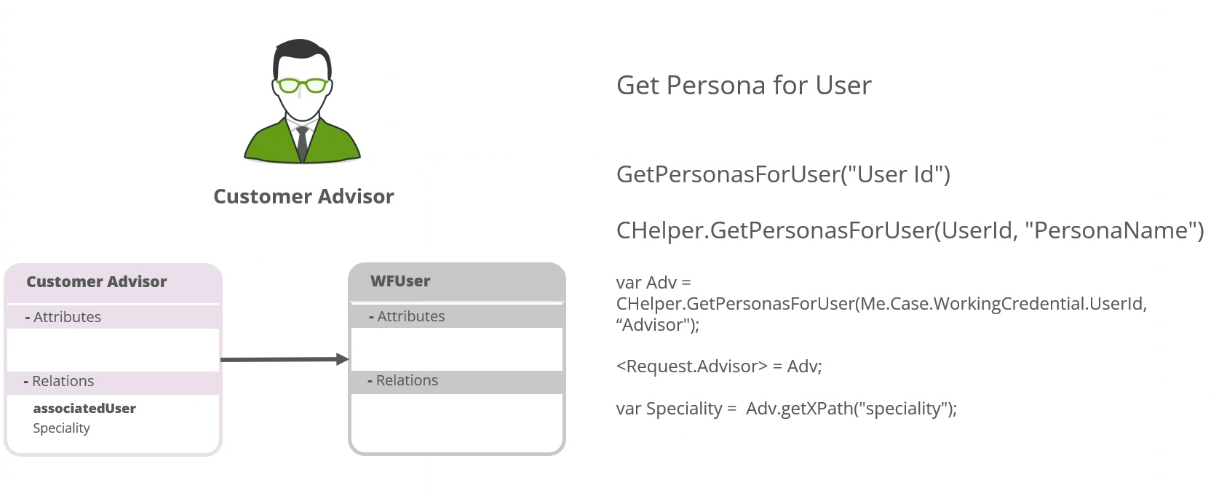 Customer Advisor
Customer Advisor
- Attributes
- Relations
associatedUser
Speciality
WFUser
- Attributes
- Relations
Get Persona for User
GetPersonasForUser("User Id")
CHelper.GetPersonasForUser(UserId, "PersonaName")
var Adv =
CHelper.GetPersonasForUser(Me.Case.WorkingCredential.UserId,
“Advisor");
<Request.Advisor> = Adv;
var Speciality =  Adv.getXPath("speciality");